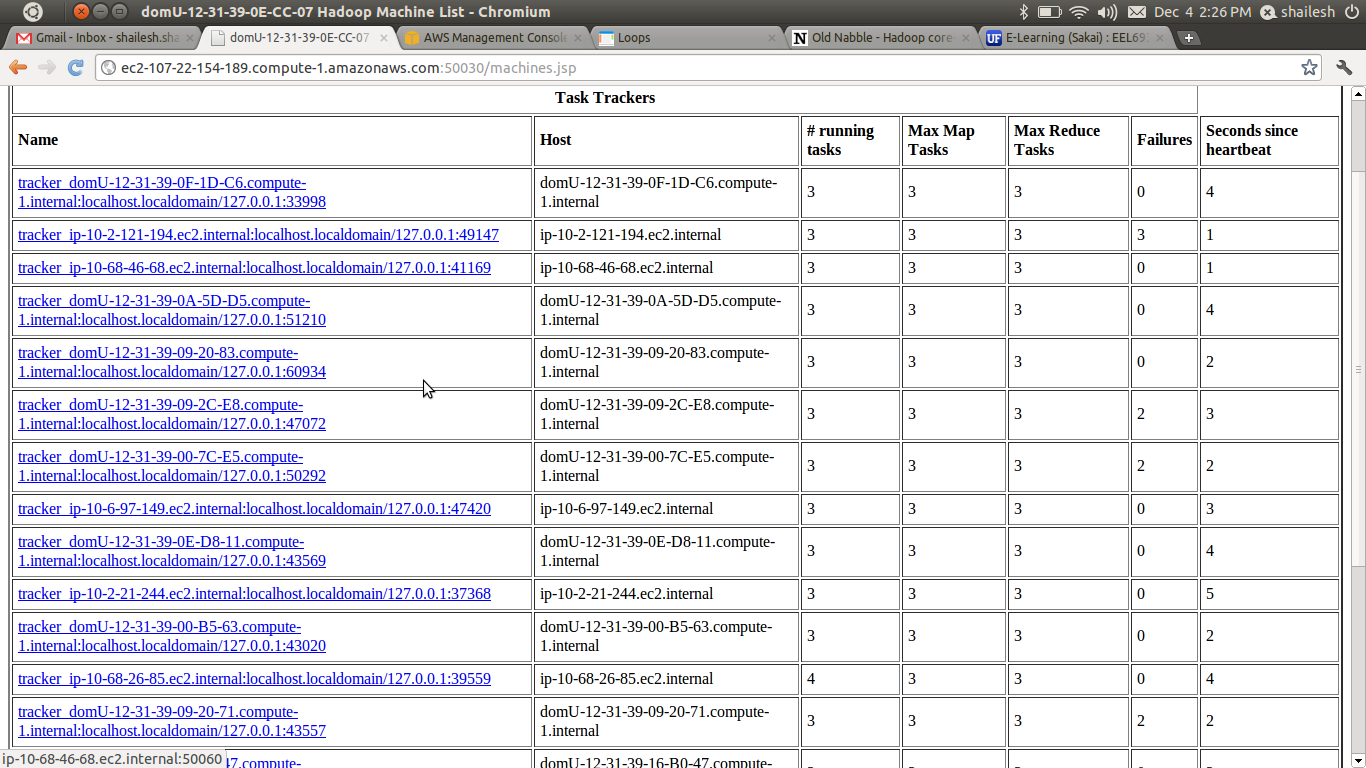 domU-12-31-39-0E-CC-07 Hadoop Machine List - Chromium
Dec 4 2:26 PM shailesh
Gmail - Inbox - shailesh.sha
domU-12-31-39-0E-CC-07
AWS Management Console
Loops
Old Nabble - Hadoop core-
E-Learning (Sakai) : EEL69
ec2-107-22-154-189.compute-1.amazonaws.com:50030/machines.jsp
Task Trackers
Name Host # running tasks Max Map Tasks Max Reduce Tasks Failures Seconds since heartbeat
tracker_domU-12-31-39-0F-1D-C6.compute-1.internal:localhost.localdomain/127.0.0.1:33998 domU-12-31-39-0F-1D-C6.compute-1.internal 3 3 3 0 4
tracker_ip-10-2-121-194.ec2.internal:localhost.localdomain/127.0.0.1:49147 ip-10-2-121-194.ec2.internal 3 3 3 3 1
tracker_ip-10-68-46-68.ec2.internal:localhost.localdomain/127.0.0.1:41169 ip-10-68-46-68.ec2.internal 3 3 3 0 1
tracker_domU-12-31-39-0A-5D-D5.compute-1.internal:localhost.localdomain/127.0.0.1:51210 domU-12-31-39-0A-5D-D5.compute-1.internal 3 3 3 0 4
tracker_domU-12-31-39-09-20-83.compute-1.internal:localhost.localdomain/127.0.0.1:60934 domU-12-31-39-09-20-83.compute-1.internal 3 3 3 0 2
tracker_domU-12-31-39-09-2C-E8.compute-1.internal:localhost.localdomain/127.0.0.1:47072 domU-12-31-39-09-2C-E8.compute-1.internal 3 3 3 2 3
tracker_domU-12-31-39-00-7C-E5.compute-1.internal:localhost.localdomain/127.0.0.1:50292 domU-12-31-39-00-7C-E5.compute-1.internal 3 3 3 2 2
tracker_ip-10-6-97-149.ec2.internal:localhost.localdomain/127.0.0.1:47420 ip-10-6-97-149.ec2.internal 3 3 3 0 3
tracker_domU-12-31-39-0E-D8-11.compute-1.internal:localhost.localdomain/127.0.0.1:43569 domU-12-31-39-0E-D8-11.compute-1.internal 3 3 3 0 4
tracker_ip-10-2-21-244.ec2.internal:localhost.localdomain/127.0.0.1:37368 ip-10-2-21-244.ec2.internal 3 3 3 0 5
tracker_domU-12-31-39-00-B5-63.compute-1.internal:localhost.localdomain/127.0.0.1:43020 domU-12-31-39-00-B5-63.compute-1.internal 3 3 3 0 2
tracker_ip-10-68-26-85.ec2.internal:localhost.localdomain/127.0.0.1:39559 ip-10-68-26-85.ec2.internal 4 3 3 0 4
tracker_domU-12-31-39-09-20-71.compute-1.internal:localhost.localdomain/127.0.0.1:43557 domU-12-31-39-09-20-71.compute-1.internal 3 3 3 2 2
ip-10-68-46-68.ec2.internal:50060 47.compute- domU-12-31-39-16-B0-47.compute-